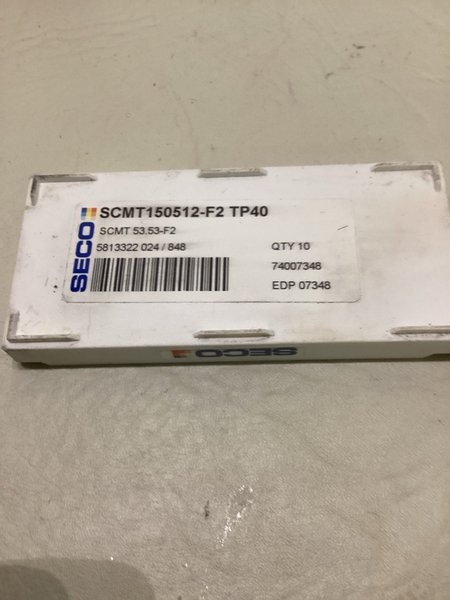 SECO
SCMT150512-F2 TP40
SCMT 53.53-F2
5813322 024 / 848
QTY 10
74007348
EDP 07348
SECO